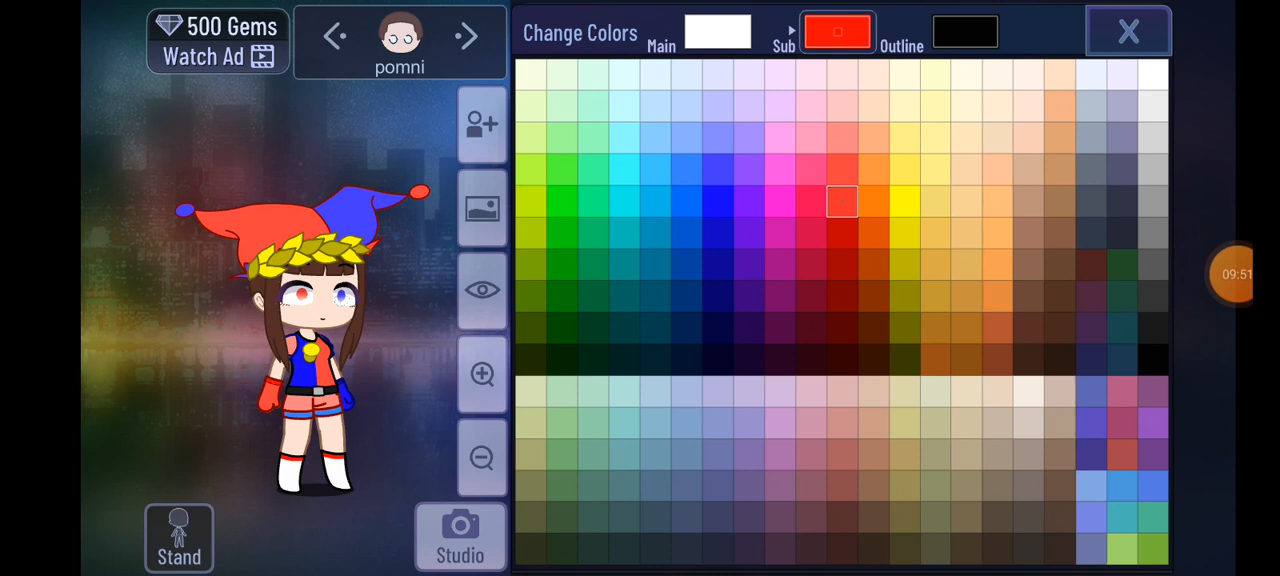 500 Gems
Watch Ad
pomni
Change Colors
Main
Sub
Outline
X
09:51
Stand
Studio